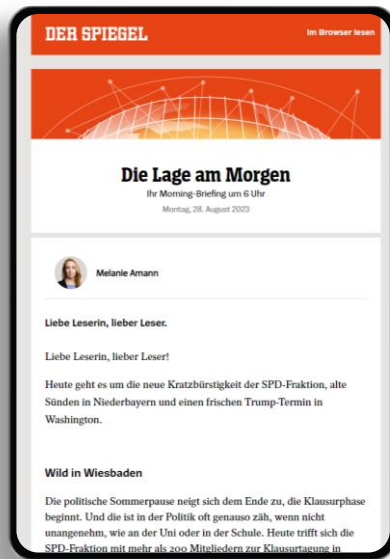 DER SPIEGEL
Im Browser lesen
Die Lage am Morgen
Ihr Morning-Briefing um 6 Uhr
Montag, 28. August 2023
Melanie Amann
Liebe Leserin, lieber Leser.
Liebe Leserin, lieber Leser!
Heute geht es um die neue Kratzbürstigkeit der SPD-Fraktion, alte
Sünden in Niederbayern und einen frischen Trump-Termin in
Washington.
Wild in Wiesbaden
Die politische Sommerpause neigt sich dem Ende zu, die Klausurphase
beginnt. Und die ist in der Politik oft genauso zäh, wenn nicht
unangenehm, wie an der Uni oder in der Schule. Heute trifft sich die
SPD-Fraktion mit mehr als 200 Mitgliedern zur Klausurtagung in